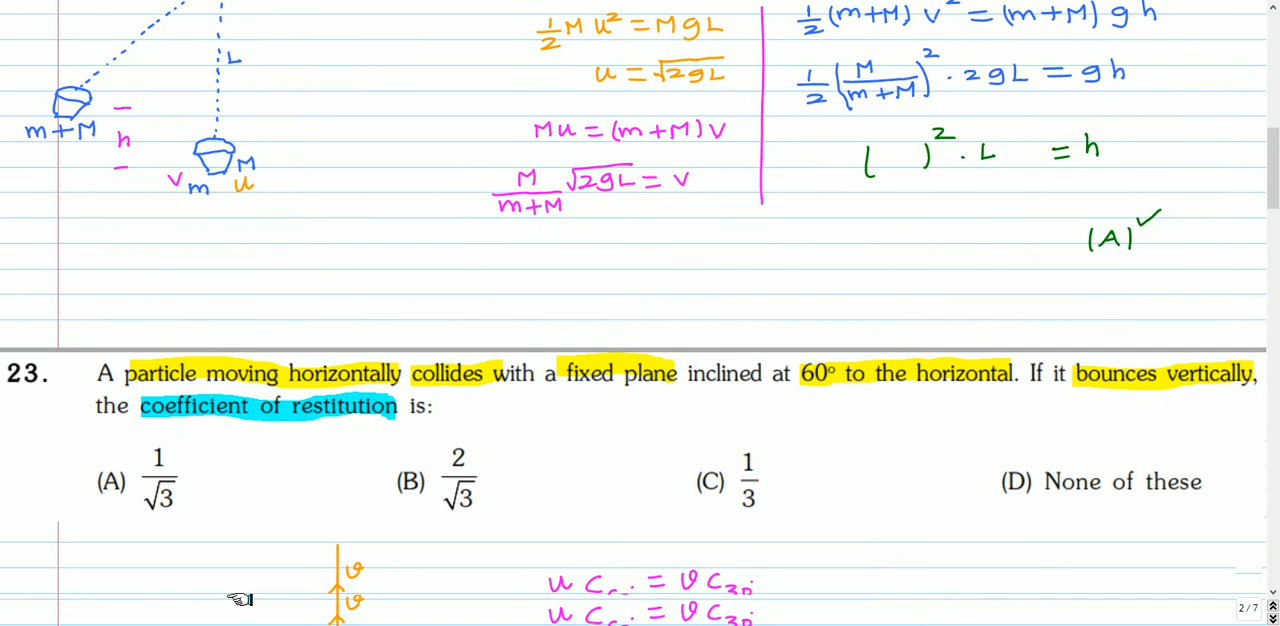 ½ M u² = M g L
u = √2gL
M u = (m+M) V
M/(m+M) √2gL = V
½ (m+M) v² = (m+M) g h
½ (M/(m+M))² · 2 g L = g h
( )² · L = h
(A) ✓
L
m+M
h
M
V m u
23. A particle moving horizontally collides with a fixed plane inclined at 60° to the horizontal. If it bounces vertically,
the coefficient of restitution is:
(A) 1/√3 (B) 2/√3 (C) 1/3 (D) None of these
v
v
2 / 7